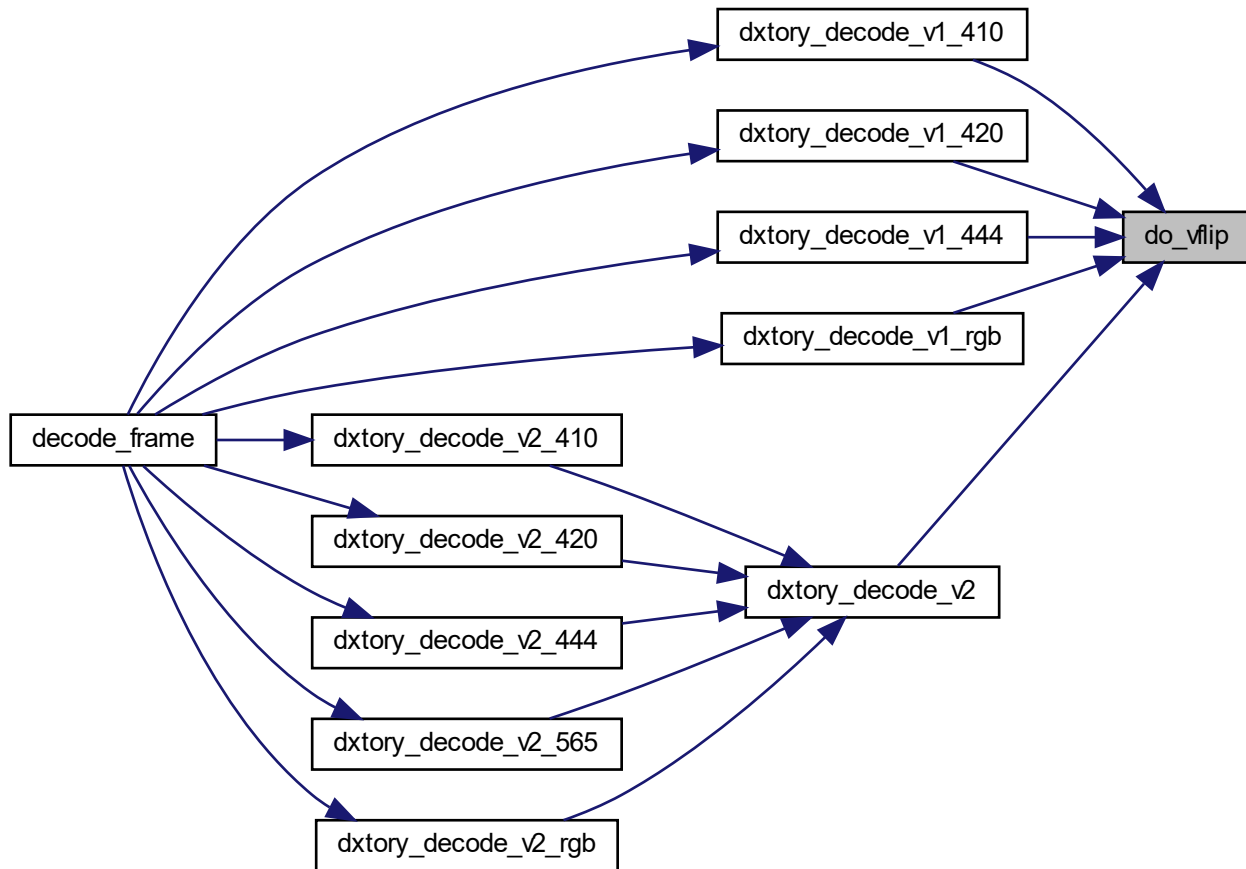 dxtory_decode_v1_410
dxtory_decode_v1_420
dxtory_decode_v1_444
do_vflip
dxtory_decode_v1_rgb
decode_frame
dxtory_decode_v2_410
dxtory_decode_v2_420
dxtory_decode_v2
dxtory_decode_v2_444
dxtory_decode_v2_565
dxtory_decode_v2_rgb